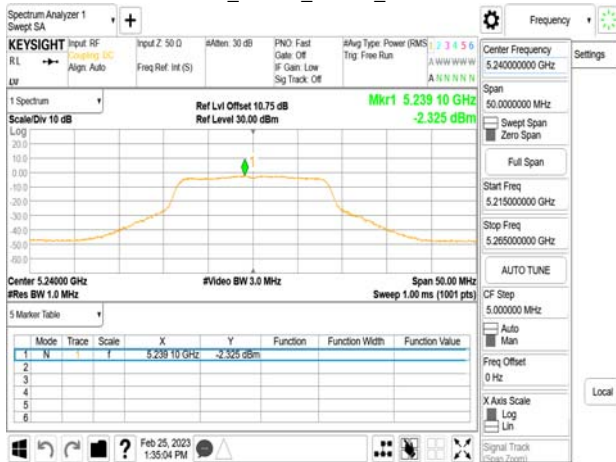 Spectrum Analyzer 1
Swept SA
+
Frequency
KEYSIGHT
RL
Input: RF
Coupling: DC
Align: Auto
Input Z: 50 Ω
Freq Ref: Int (S)
#Atten: 30 dB
PNO: Fast
Gate: Off
IF Gain: Low
Sig Track: Off
#Avg Type: Power (RMS
Trig: Free Run
1 2 3 4 5 6
A W W W W W
A N N N N N
1 Spectrum
Scale/Div 10 dB
Ref Lvl Offset 10.75 dB
Ref Level 30.00 dBm
Mkr1 5.239 10 GHz
-2.325 dBm
Log
20.0
10.0
0.00
-10.0
-20.0
-30.0
-40.0
-50.0
-60.0
1
Center 5.24000 GHz
#Res BW 1.0 MHz
#Video BW 3.0 MHz
Span 50.00 MHz
Sweep 1.00 ms (1001 pts)
5 Marker Table
Mode Trace Scale X Y Function Function Width Function Value
1 N 1 f 5.239 10 GHz -2.325 dBm
2
3
4
5
6
Feb 25, 2023
1:35:04 PM
?
Center Frequency
5.240000000 GHz
Settings
Span
50.0000000 MHz
Swept Span
Zero Span
Full Span
Start Freq
5.215000000 GHz
Stop Freq
5.265000000 GHz
AUTO TUNE
CF Step
5.000000 MHz
Auto
Man
Freq Offset
0 Hz
Local
X Axis Scale
Log
Lin
Signal Track
(Span Zoom)